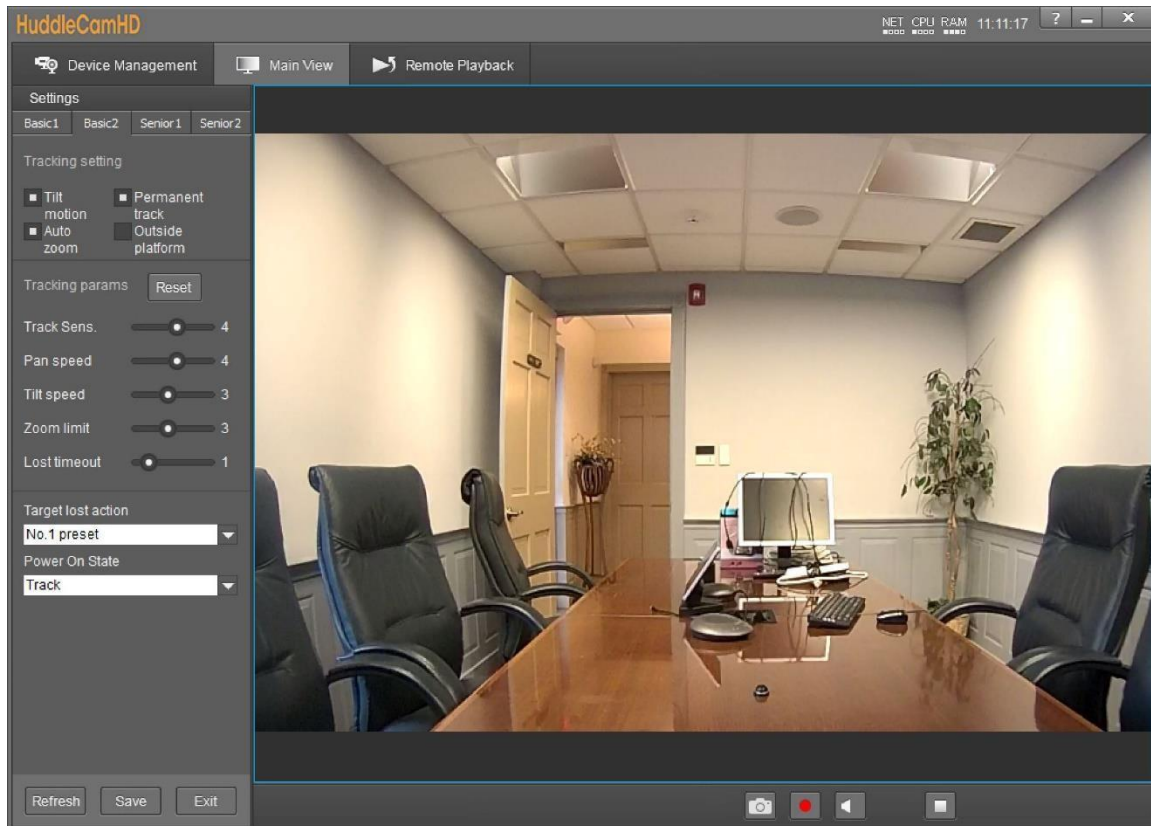 HuddleCamHD
NET CPU RAM 11:11:17 ? _ X
Device Management Main View Remote Playback
Settings
Basic1 Basic2 Senior1 Senior2
Tracking setting
Tilt Permanent
motion track
Auto Outside
zoom platform
Tracking params Reset
Track Sens. 4
Pan speed 4
Tilt speed 3
Zoom limit 3
Lost timeout 1
Target lost action
No.1 preset
Power On State
Track
Refresh Save Exit